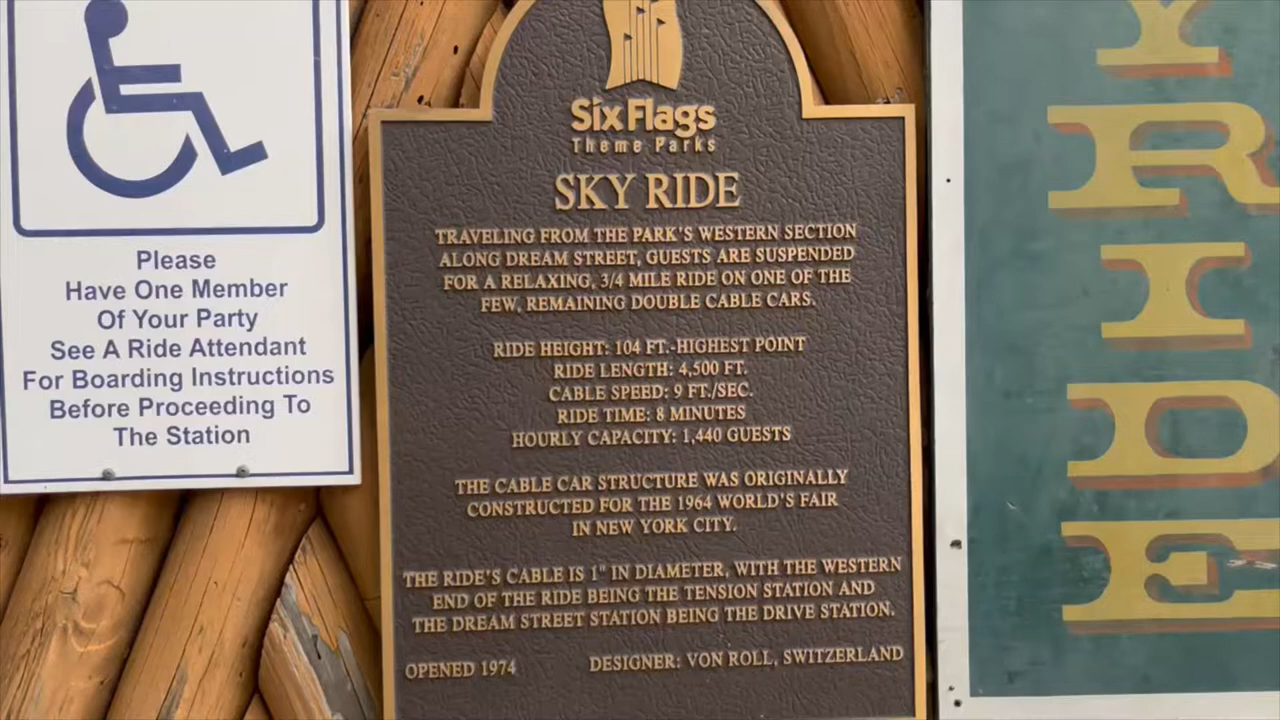 Please
Have One Member
Of Your Party
See A Ride Attendant
For Boarding Instructions
Before Proceeding To
The Station
Six Flags
Theme Parks
SKY RIDE
TRAVELING FROM THE PARK'S WESTERN SECTION
ALONG DREAM STREET, GUESTS ARE SUSPENDED
FOR A RELAXING, 3/4 MILE RIDE ON ONE OF THE
FEW, REMAINING DOUBLE CABLE CARS.
RIDE HEIGHT: 104 FT.-HIGHEST POINT
RIDE LENGTH: 4,500 FT.
CABLE SPEED: 9 FT./SEC.
RIDE TIME: 8 MINUTES
HOURLY CAPACITY: 1,440 GUESTS
THE CABLE CAR STRUCTURE WAS ORIGINALLY
CONSTRUCTED FOR THE 1964 WORLD'S FAIR
IN NEW YORK CITY.
THE RIDE'S CABLE IS 1" IN DIAMETER, WITH THE WESTERN
END OF THE RIDE BEING THE TENSION STATION AND
THE DREAM STREET STATION BEING THE DRIVE STATION.
OPENED 1974 DESIGNER: VON ROLL, SWITZERLAND
Y
R
I
D
E